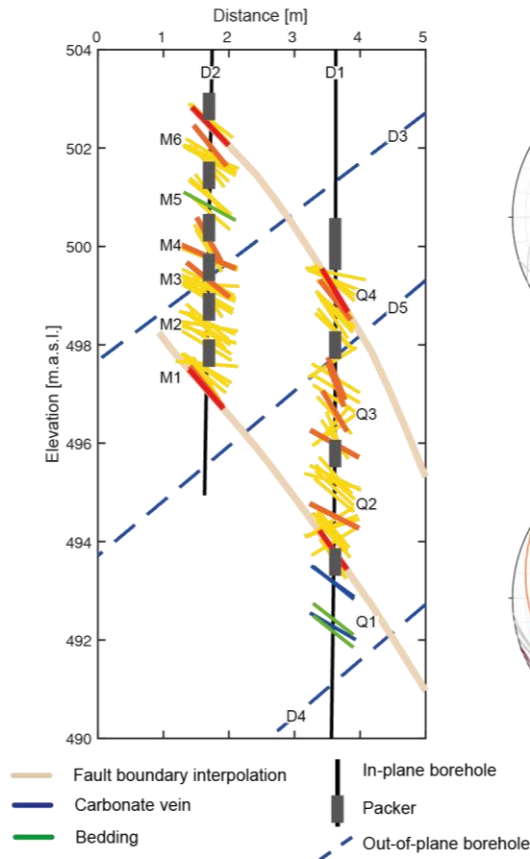 Distance [m]
0 1 2 3 4 5
504
D2
D1
D3
M6
502
M5
500
M4
M3
Q4
D5
498
M2
M1
Q3
496
Q2
494
Q1
492
D4
490
Elevation [m.a.s.l.]
Fault boundary interpolation
Carbonate vein
Bedding
In-plane borehole
Packer
Out-of-plane borehole